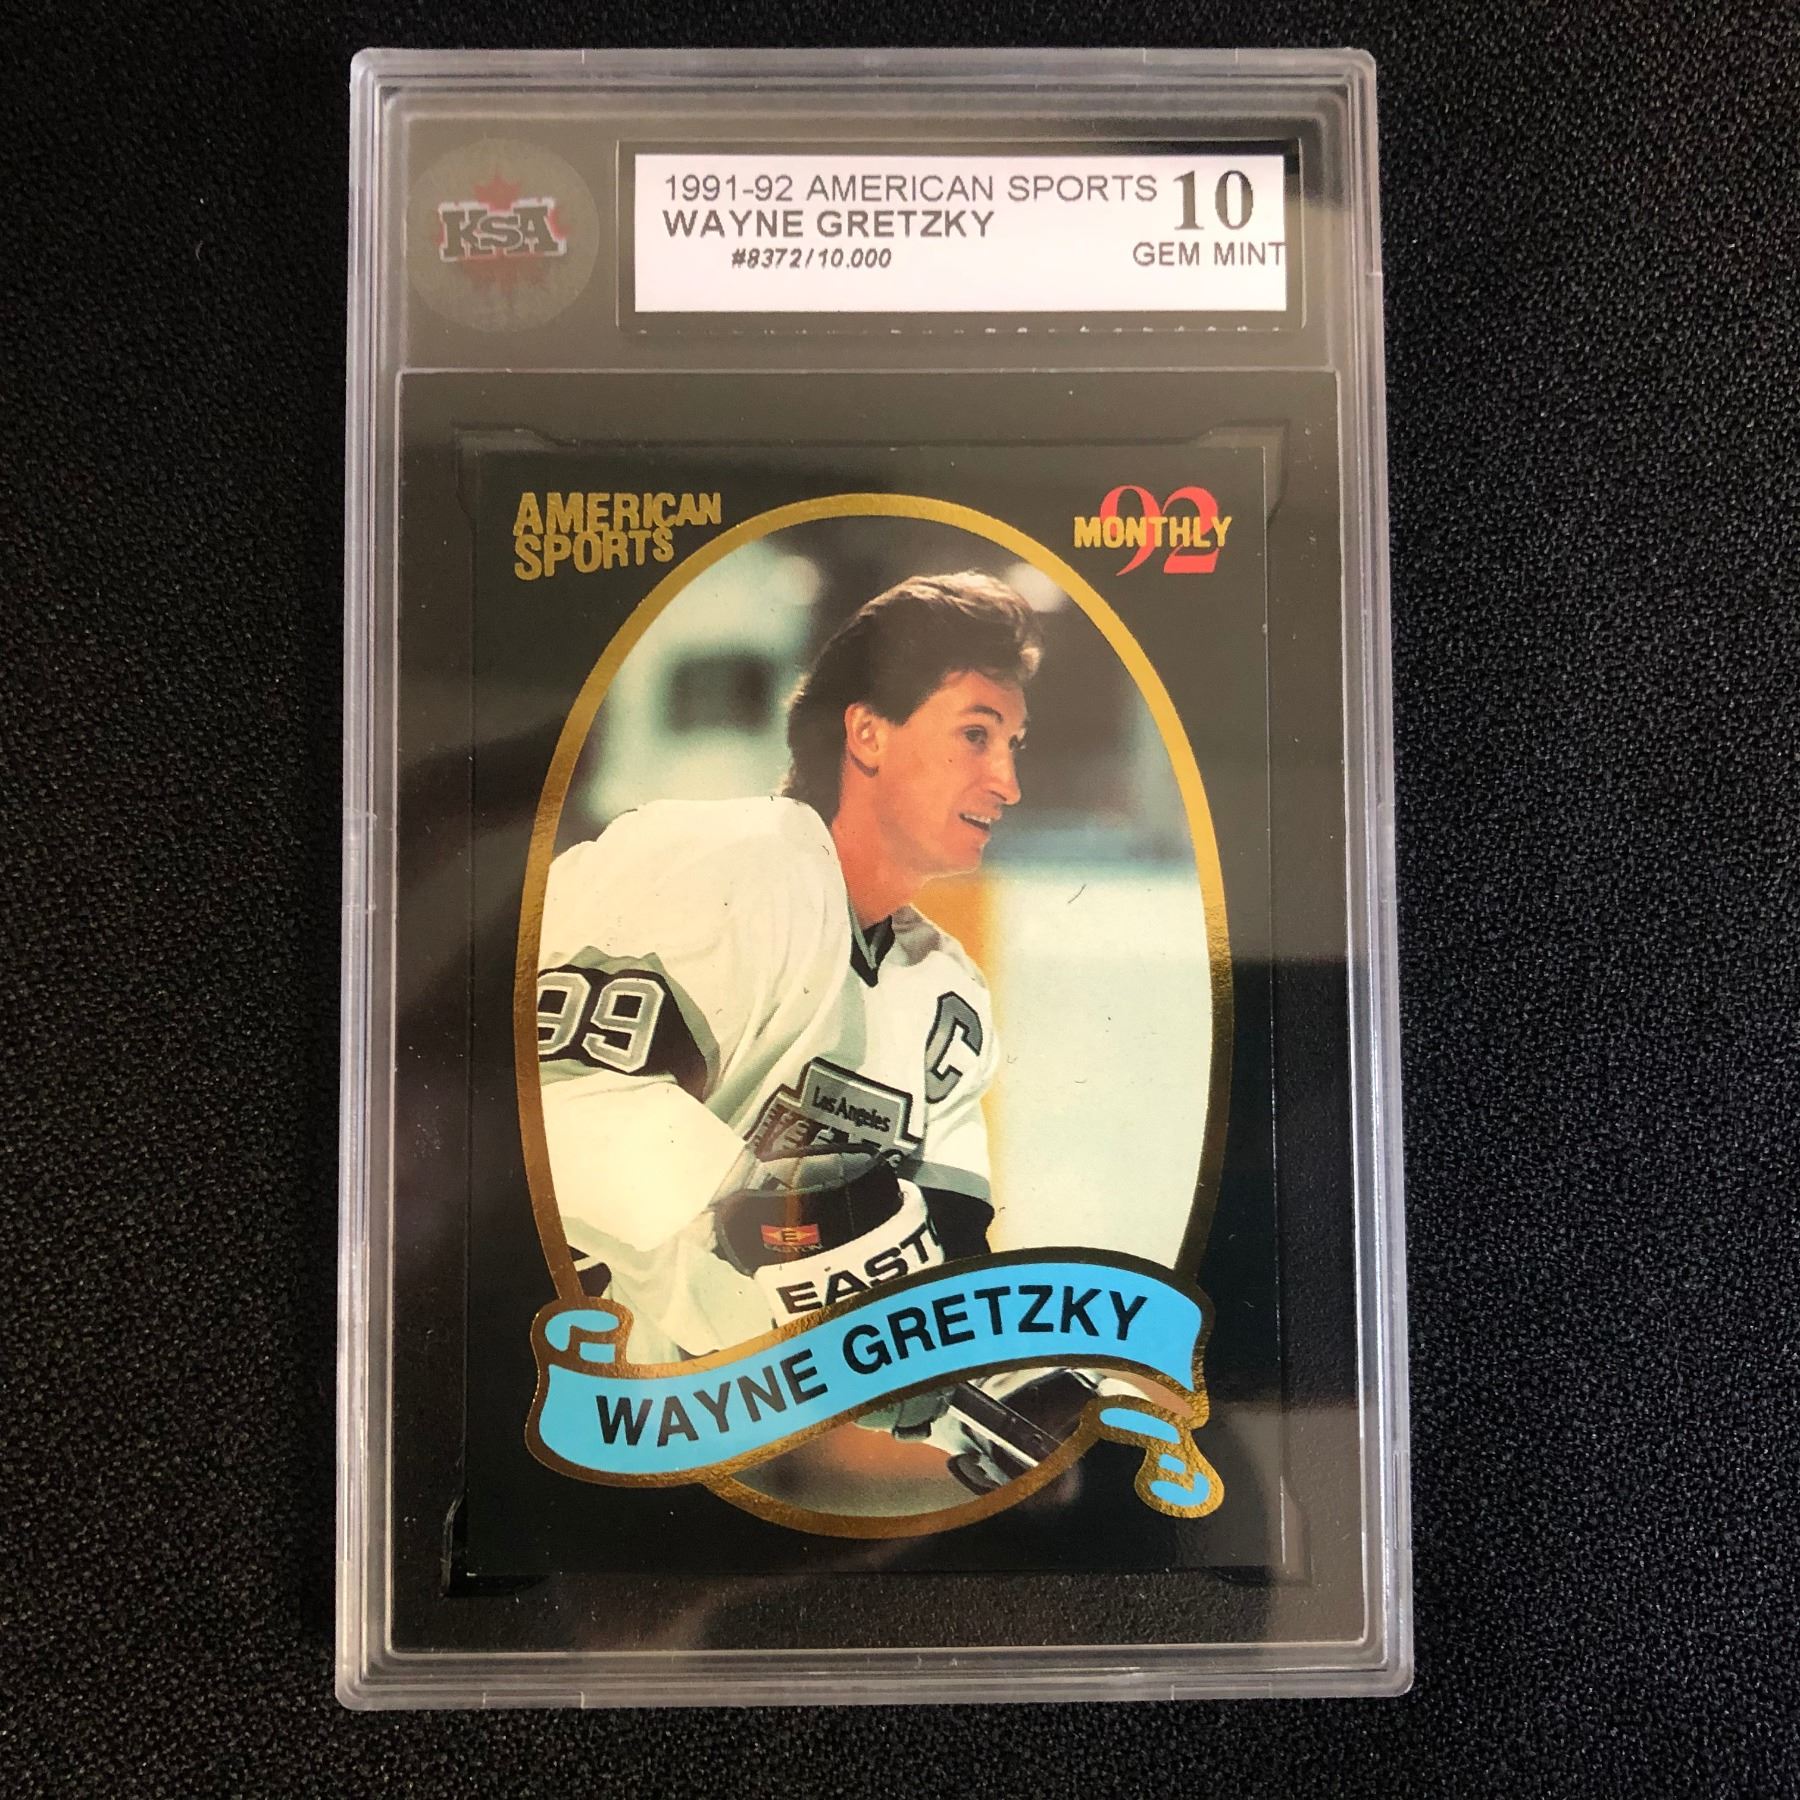 KSA
1991-92 AMERICAN SPORTS 10
WAYNE GRETZKY
#8372/10.000
GEM MINT
AMERICAN
SPORTS
92
MONTHLY
99
C
Los Angeles
E
EASTON
EAST
WAYNE GRETZKY